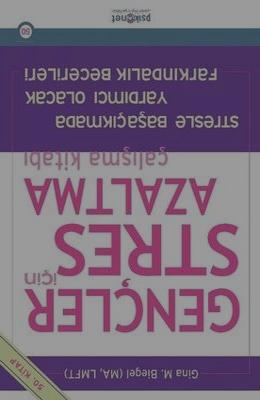 50. KİTAP
Gina M. Biegel (MA, LMFT)
GENÇLER
için
STRES
AZALTMA
çalışma kitabı
stresle başaçıkmada
yardımcı olacak
farkındalık becerileri
50
psikonet